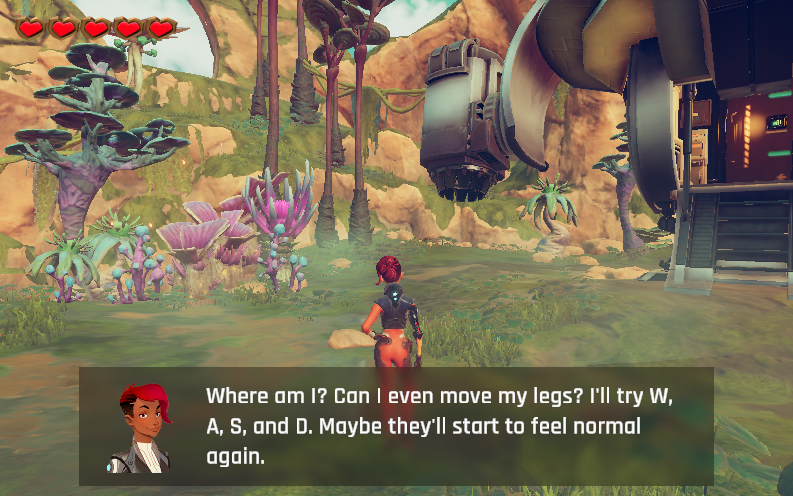 Where am I? Can I even move my legs? I'll try W,
A, S, and D. Maybe they'll start to feel normal
again.